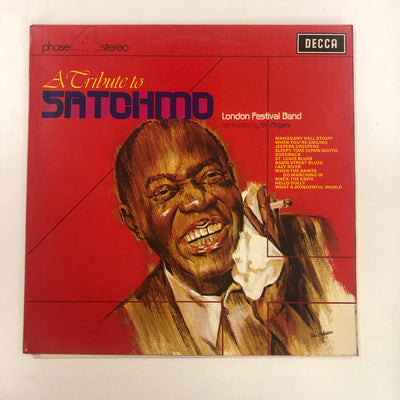 phase 4 stereo
DECCA
A Tribute to
SATCHMO
London Festival Band
conducted by Eric Rogers
MAHOGANY HALL STOMP
WHEN YOU'RE SMILING
JEEPERS CREEPERS
SLEEPY TIME DOWN SOUTH
SHADRACK
ST. LOUIS BLUES
BASIN STREET BLUES
LAZY RIVER
WHEN THE SAINTS
GO MARCHING IN
MACK THE KNIFE
HELLO DOLLY
WHAT A WONDERFUL WORLD